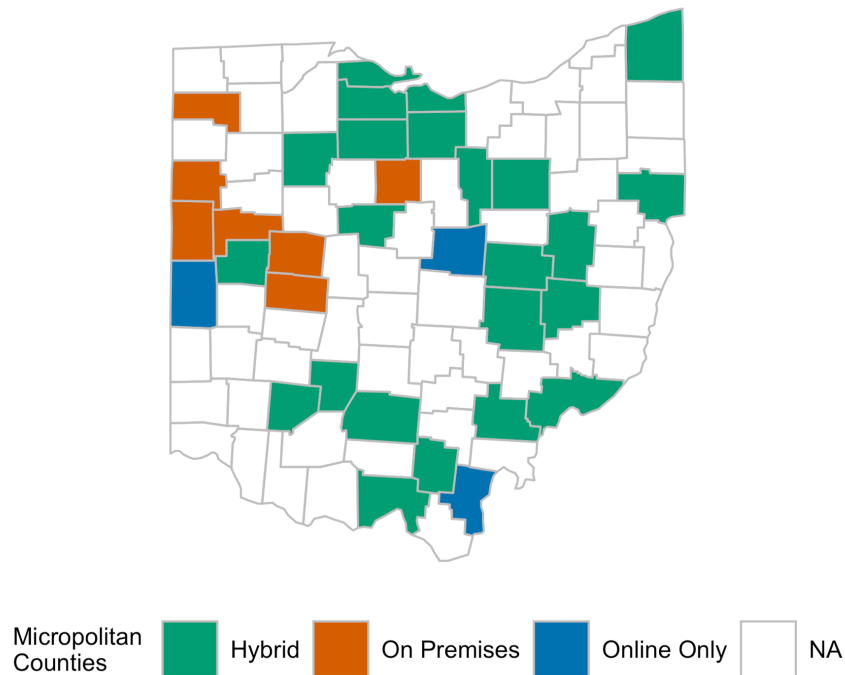 Micropolitan
Counties
Hybrid
On Premises
Online Only
NA